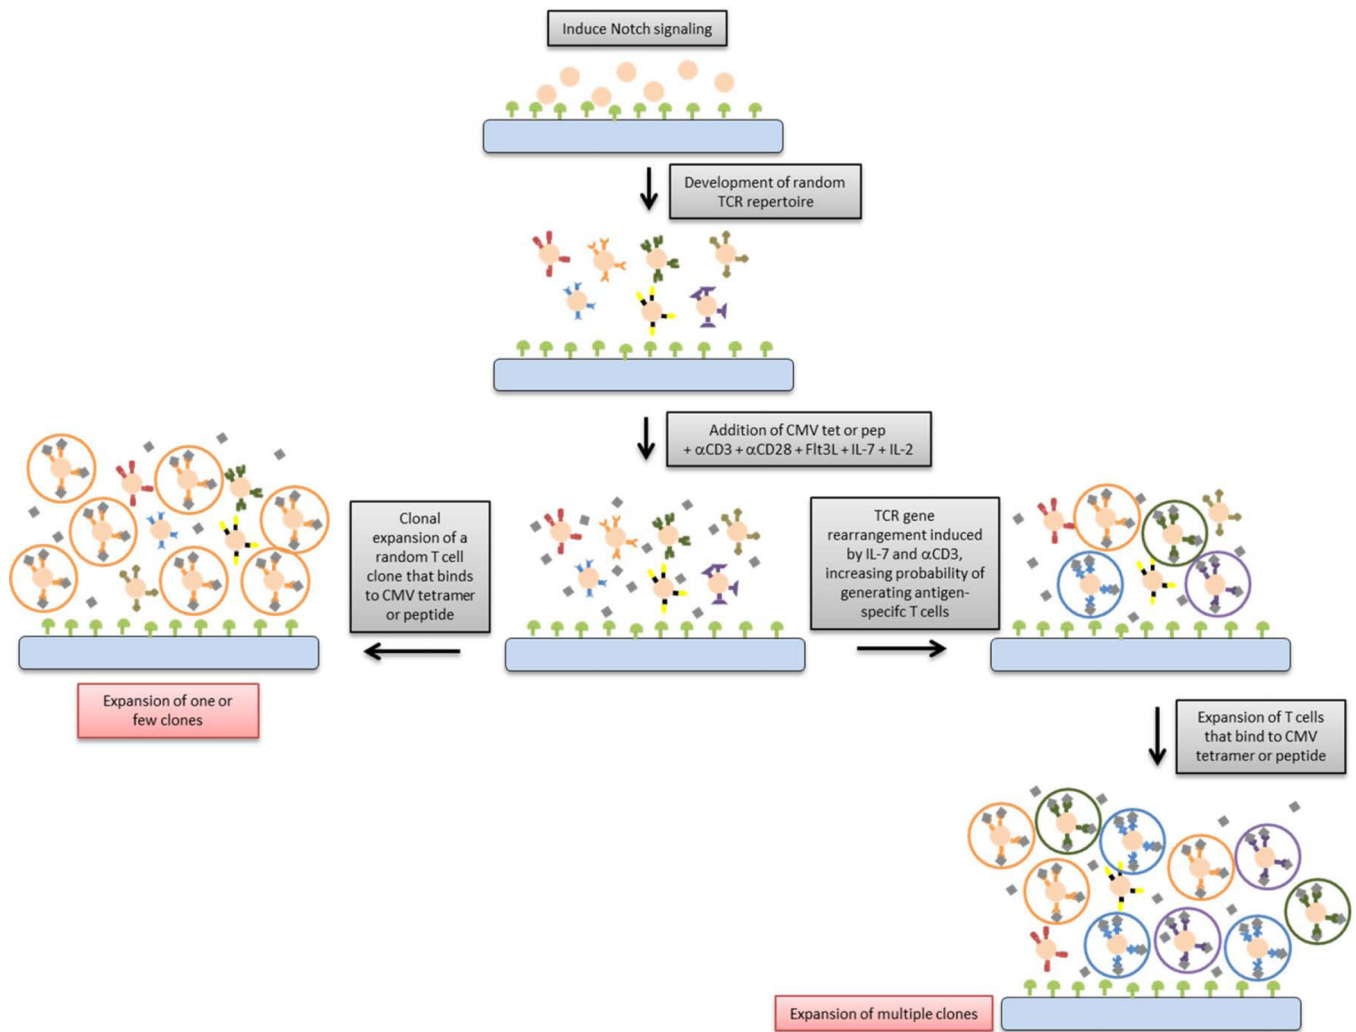 Induce Notch signaling
Development of random
TCR repertoire
Addition of CMV tet or pep
+ αCD3 + αCD28 + Flt3L + IL-7 + IL-2
Clonal
expansion of a
random T cell
clone that binds
to CMV tetramer
or peptide
TCR gene
rearrangement induced
by IL-7 and αCD3,
increasing probability of
generating antigen-
specifc T cells
Expansion of one or
few clones
Expansion of T cells
that bind to CMV
tetramer or peptide
Expansion of multiple clones